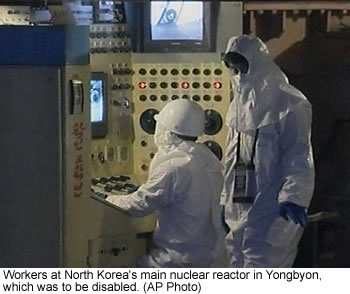 Workers at North Korea's main nuclear reactor in Yongbyon,
which was to be disabled. (AP Photo)